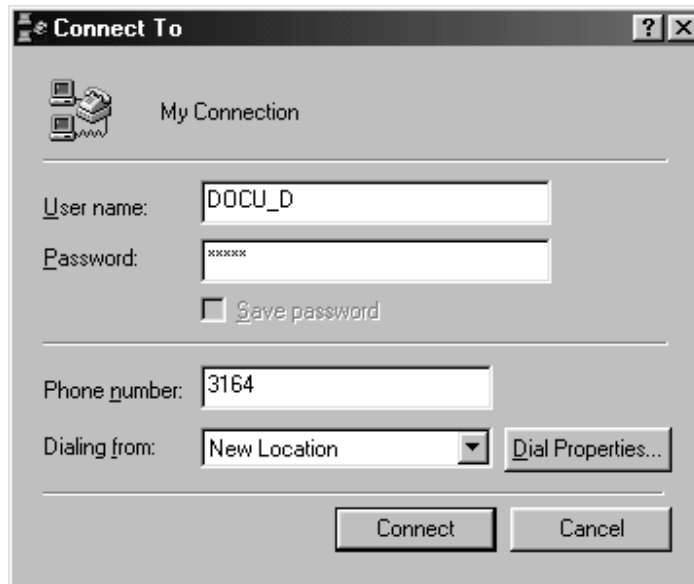 Connect To
My Connection
User name: DOCU_D
Password: *****
Save password
Phone number: 3164
Dialing from: New Location Dial Properties...
Connect Cancel